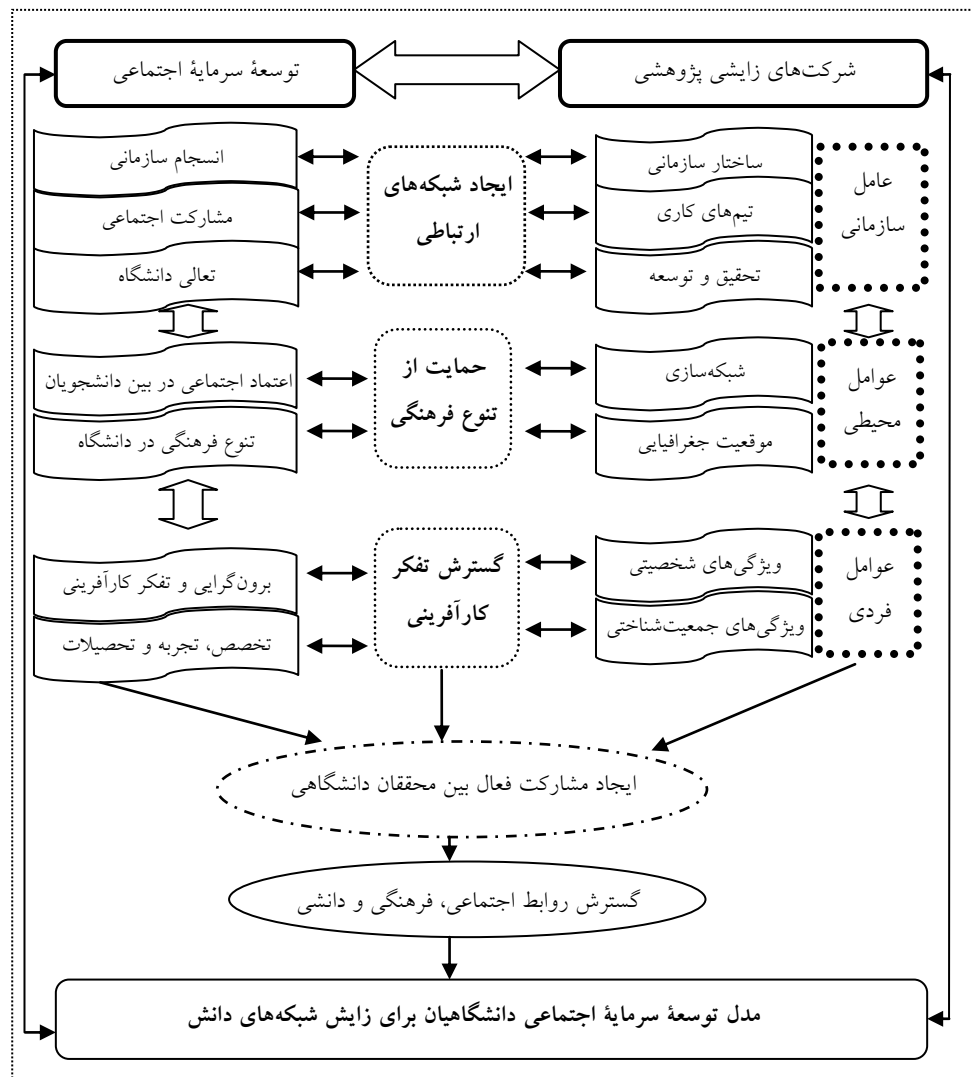 شرکت‌های زایشی پژوهشی
توسعۀ سرمایۀ اجتماعی
عامل
سازمانی
ساختار سازمانی
تیم‌های کاری
تحقیق و توسعه
ایجاد شبکه‌های
ارتباطی
انسجام سازمانی
مشارکت اجتماعی
تعالی دانشگاه
عوامل
محیطی
شبکه‌سازی
موقعیت جغرافیایی
حمایت از
تنوع فرهنگی
اعتماد اجتماعی در بین دانشجویان
تنوع فرهنگی در دانشگاه
عوامل
فردی
ویژگی‌های شخصیتی
ویژگی‌های جمعیت‌شناختی
گسترش تفکر
کارآفرینی
برون‌گرایی و تفکر کارآفرینی
تخصص، تجربه و تحصیلات
ایجاد مشارکت فعال بین محققان دانشگاهی
گسترش روابط اجتماعی، فرهنگی و دانشی
مدل توسعۀ سرمایۀ اجتماعی دانشگاهیان برای زایش شبکه‌های دانش